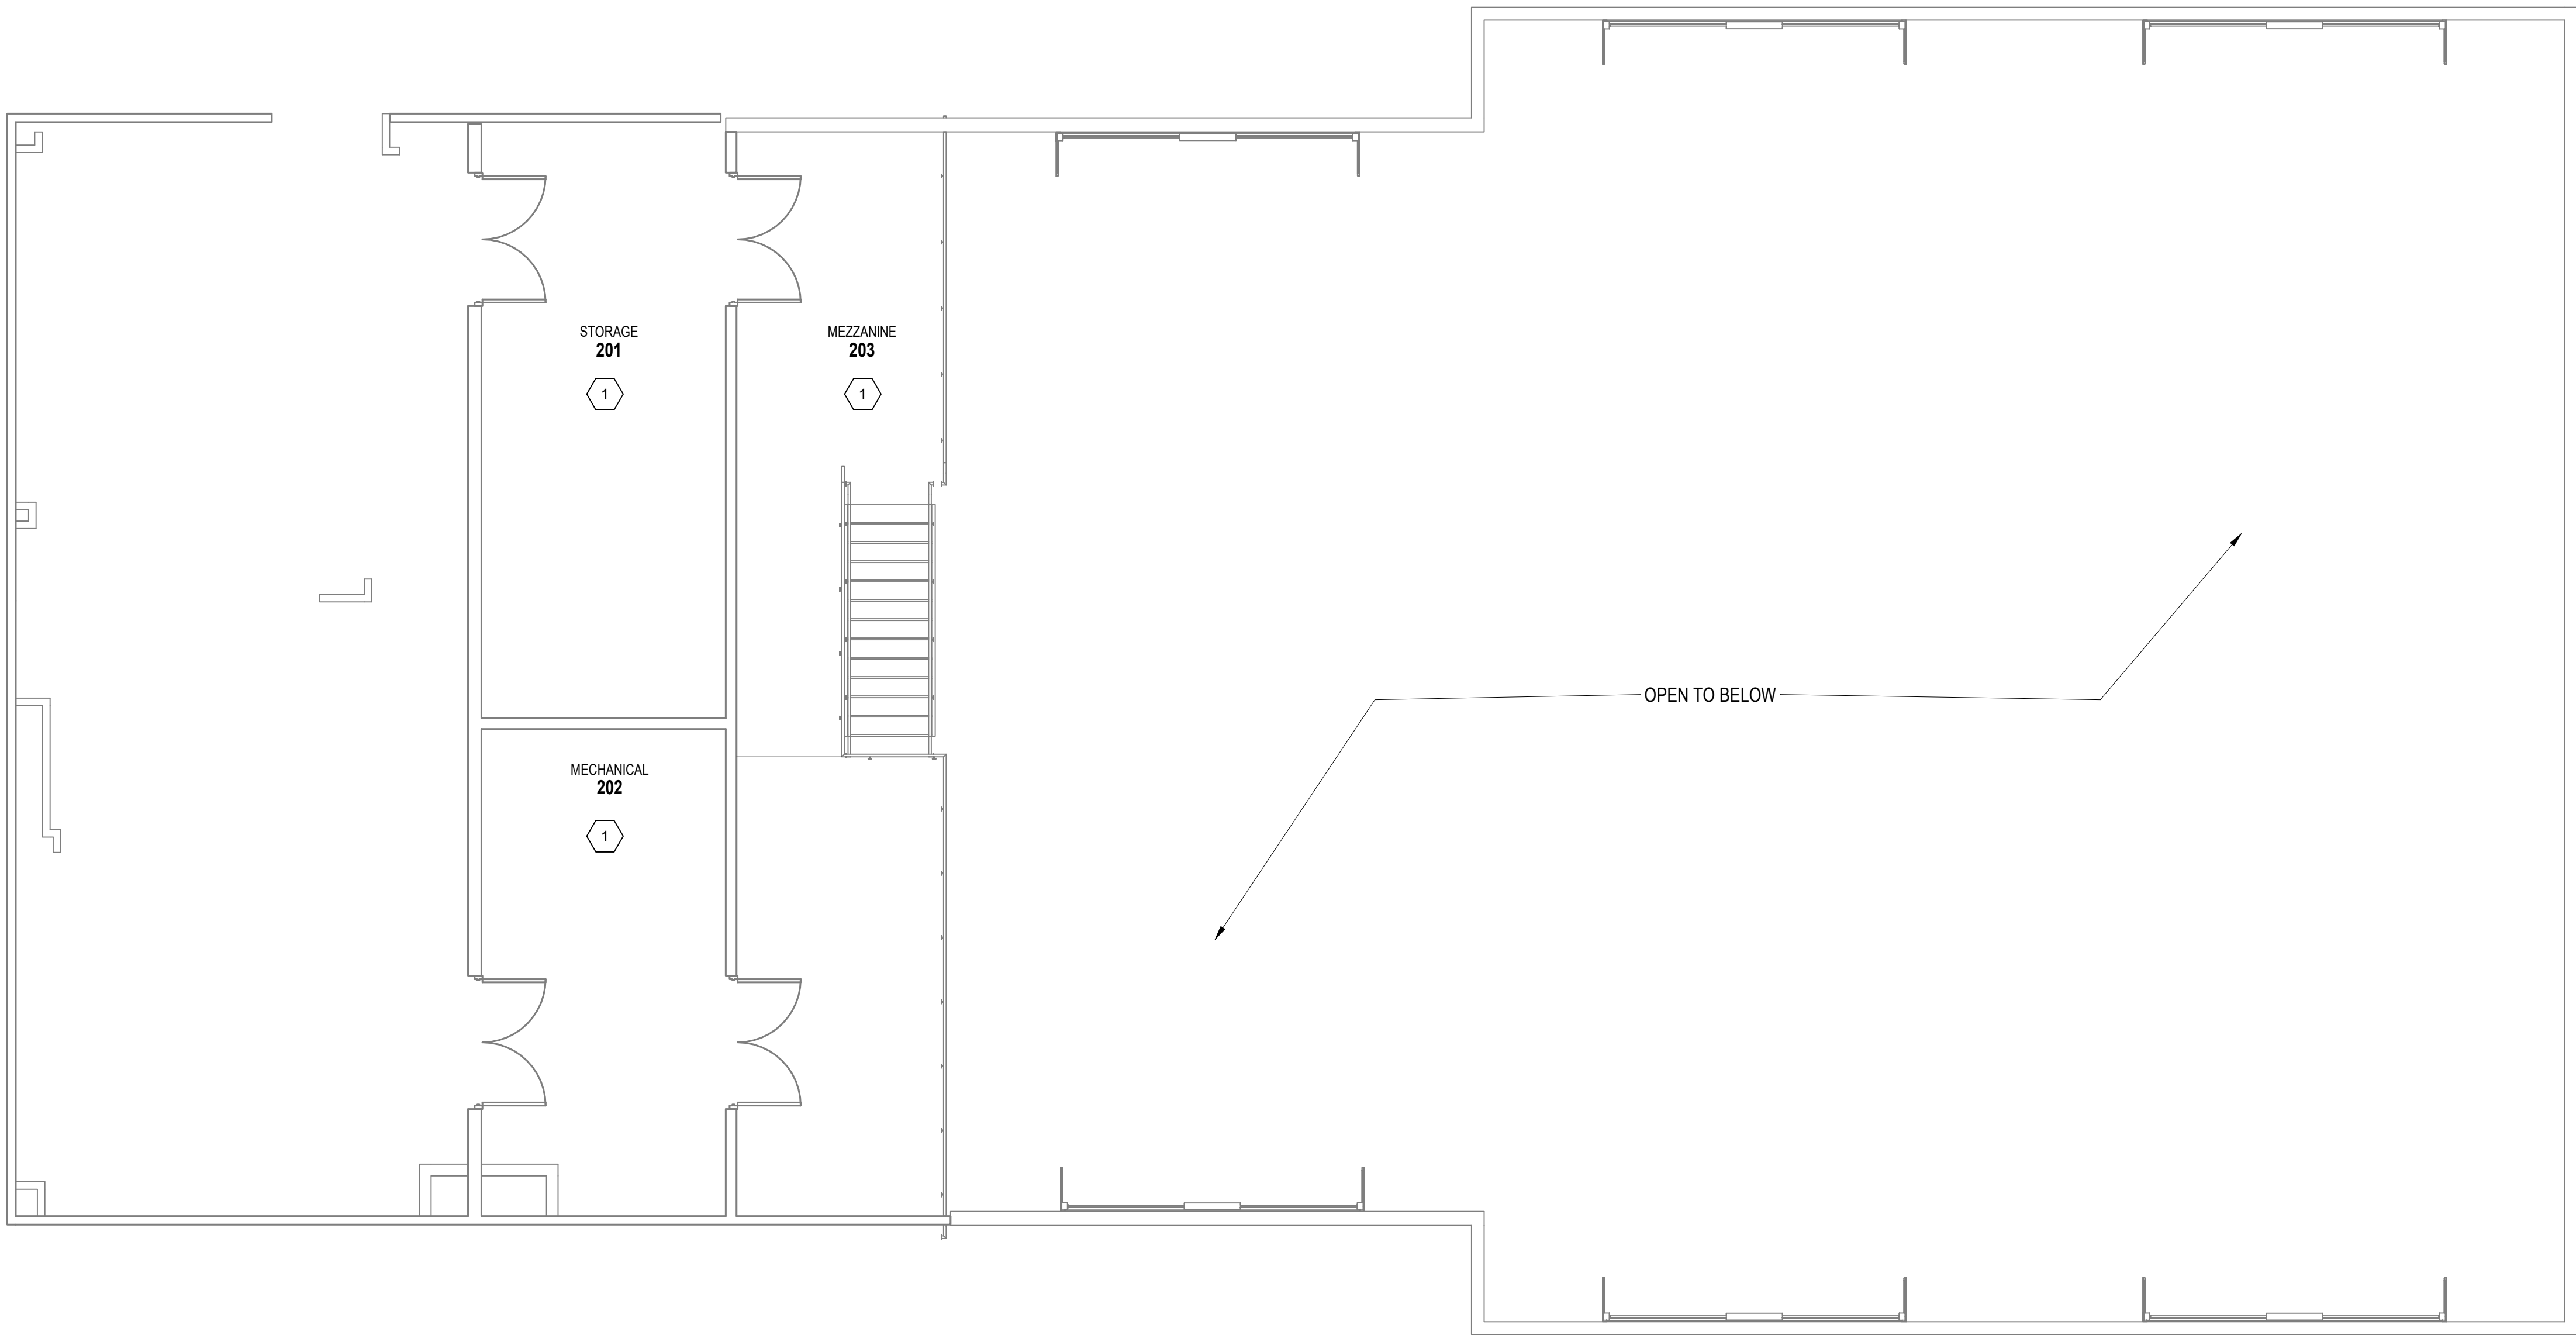 STORAGE
201
1
MEZZANINE
203
1
OPEN TO BELOW
MECHANICAL
202
1